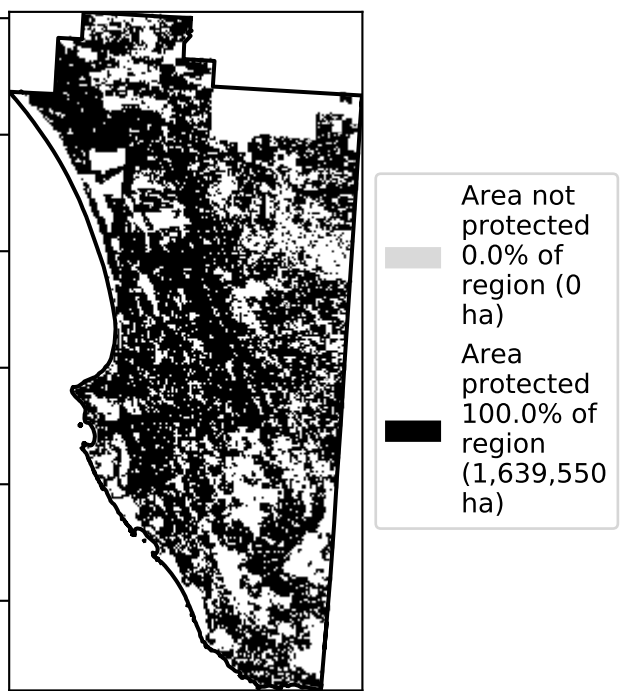 Area not
protected
0.0% of
region (0
ha)
Area
protected
100.0% of
region
(1,639,550
ha)